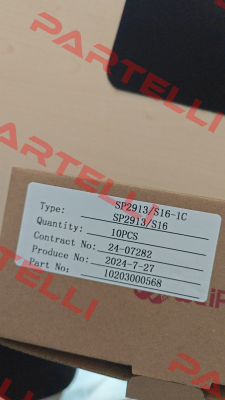 PARTELLI
PARTELLI
Type: SP2913/S16-1C
SP2913/S16
Quantity: 10PCS
Contract No: 24-07282
Produce No: 2024-7-27
Part No: 10203000568
PARTELLI